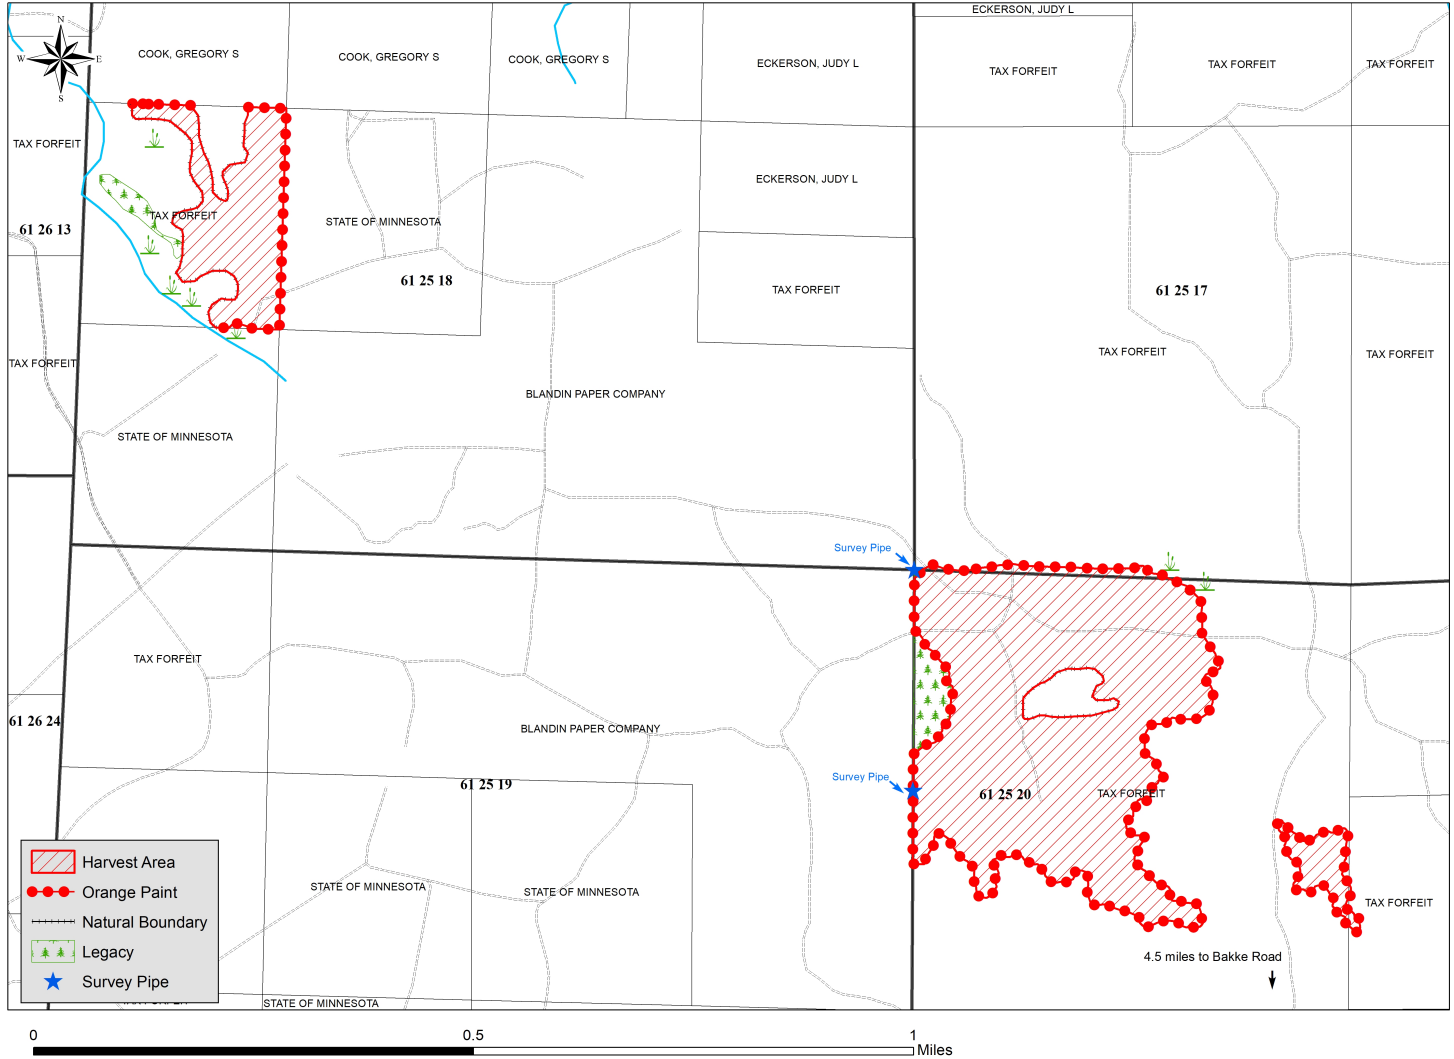 ECKERSON, JUDY L
N
W
E
S
COOK, GREGORY S
COOK, GREGORY S
COOK, GREGORY S
ECKERSON, JUDY L
TAX FORFEIT
TAX FORFEIT
TAX FORFEIT
TAX FORFEIT
ECKERSON, JUDY L
TAX FORFEIT
STATE OF MINNESOTA
61 26 13
61 25 18
TAX FORFEIT
61 25 17
TAX FORFEIT
TAX FORFEIT
TAX FORFEIT
BLANDIN PAPER COMPANY
STATE OF MINNESOTA
Survey Pipe
TAX FORFEIT
61 26 24
BLANDIN PAPER COMPANY
Survey Pipe
61 25 19
61 25 20
TAX FORFEIT
STATE OF MINNESOTA
STATE OF MINNESOTA
TAX FORFEIT
4.5 miles to Bakke Road
Harvest Area
Orange Paint
Natural Boundary
Legacy
Survey Pipe
STATE OF MINNESOTA
0
0.5
1
Miles